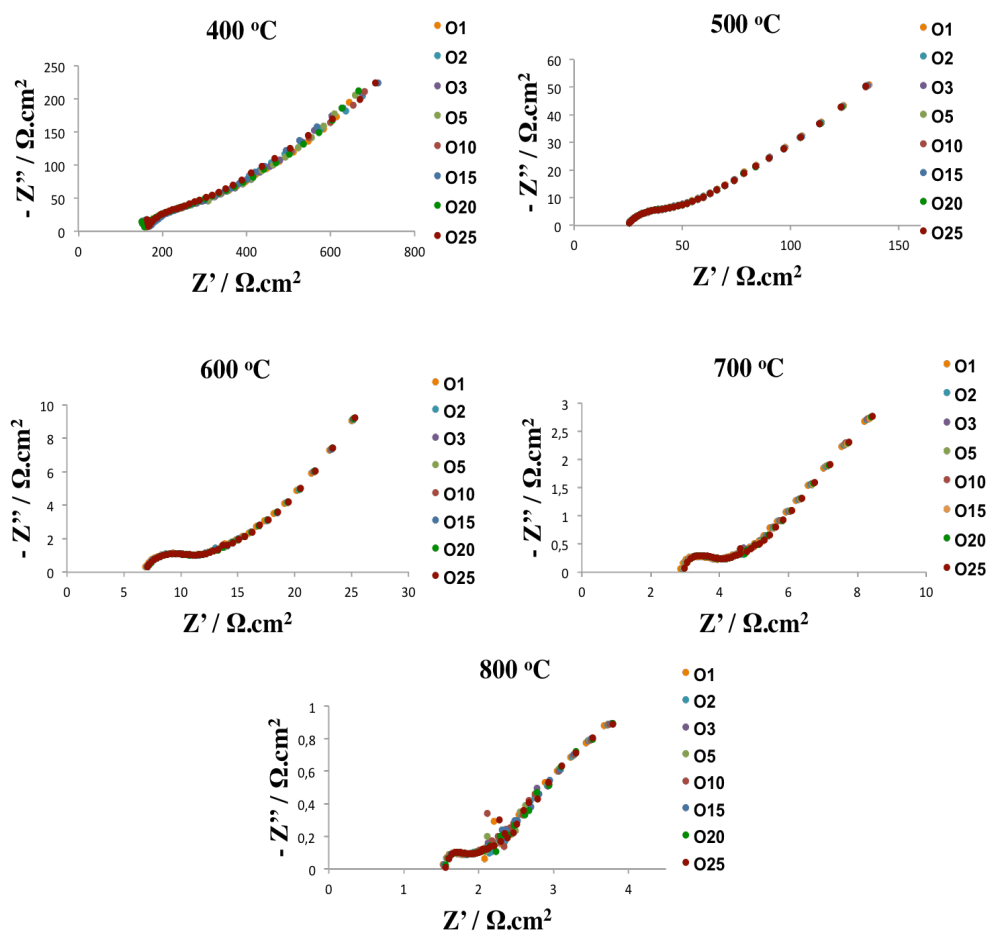 400 °C
250
200
150
100
50
0
0 200 400 600 800
- Z” / Ω.cm²
Z’ / Ω.cm²
O1
O2
O3
O5
O10
O15
O20
O25
500 °C
60
50
40
30
20
10
0
0 50 100 150
- Z” / Ω.cm²
Z’ / Ω.cm²
O1
O2
O3
O5
O10
O15
O20
O25
600 °C
10
8
6
4
2
0
0 5 10 15 20 25 30
- Z” / Ω.cm²
Z’ / Ω.cm²
O1
O2
O3
O5
O10
O15
O20
O25
700 °C
3
2,5
2
1,5
1
0,5
0
0 2 4 6 8 10
- Z” / Ω.cm²
Z’ / Ω.cm²
O1
O2
O3
O5
O10
O15
O20
O25
800 °C
1
0,8
0,6
0,4
0,2
0
0 1 2 3 4
- Z” / Ω.cm²
Z’ / Ω.cm²
O1
O2
O3
O5
O10
O15
O20
O25